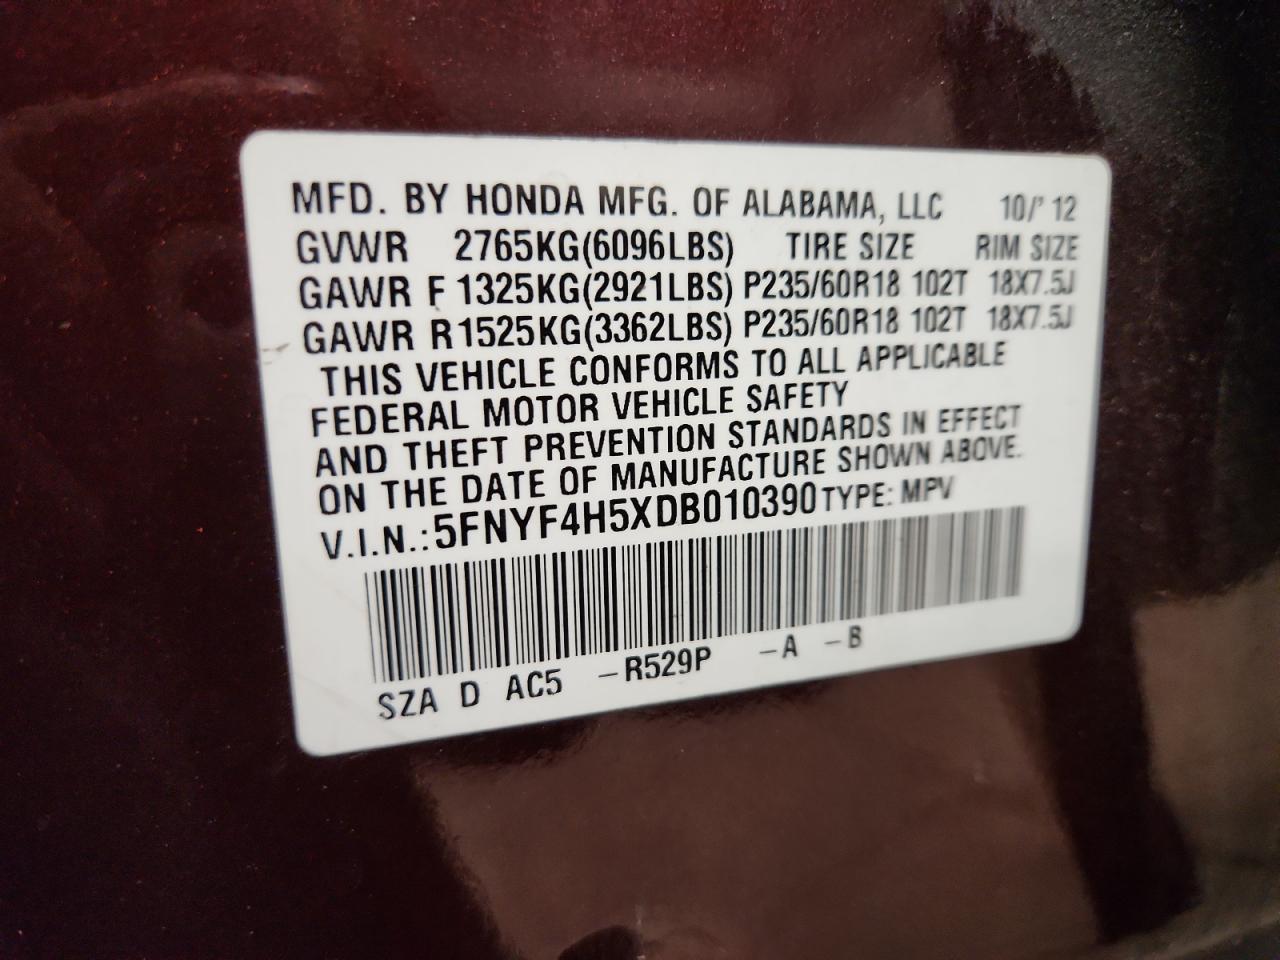 MFD. BY HONDA MFG. OF ALABAMA, LLC 10/' 12
GVWR 2765KG(6096LBS) TIRE SIZE RIM SIZE
GAWR F 1325KG(2921LBS) P235/60R18 102T 18X7.5J
GAWR R 1525KG(3362LBS) P235/60R18 102T 18X7.5J
THIS VEHICLE CONFORMS TO ALL APPLICABLE
FEDERAL MOTOR VEHICLE SAFETY
AND THEFT PREVENTION STANDARDS IN EFFECT
ON THE DATE OF MANUFACTURE SHOWN ABOVE.
V.I.N.: 5FNYF4H5XDB010390 TYPE: MPV
SZA D AC5 –R529P –A –B